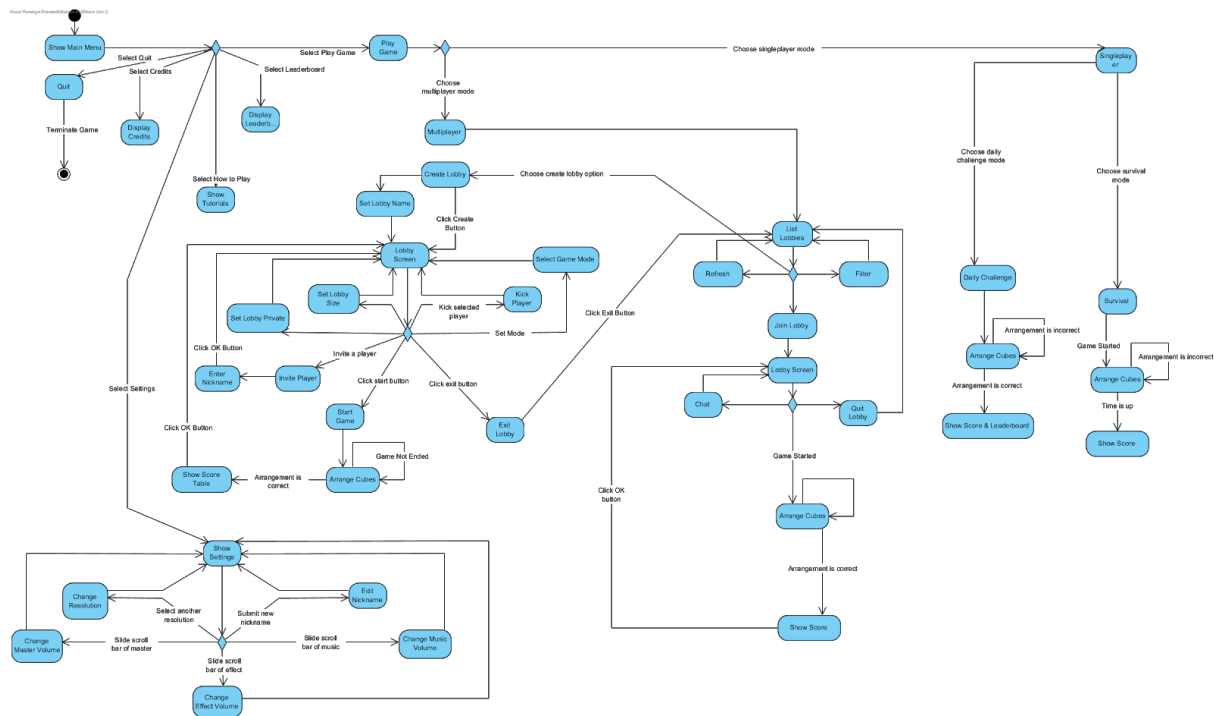 Show Main Menu
Select Quit
Select Credits
Select Play Game
Play
Game
Choose singleplayer mode
Singleplay
er
Select Leaderboard
Quit
Choose
multiplayer mode
Display
Credits
Display
Leaderb...
Multiplayer
Terminate Game
Choose daily
challenge mode
Choose survival
mode
Select How to Play
Show
Tutorials
Create Lobby
Choose create lobby option
Set Lobby Name
Click Create
Button
List
Lobbies
Lobby
Screen
Select Game Mode
Refresh
Filter
Daily Challenge
Set Lobby
Size
Kick
Player
Kick selected
player
Survival
Set Lobby Private
Set Mode
Click Exit Button
Join Lobby
Arrangement is incorrect
Click OK Button
Invite a player
Game Started
Arrange Cubes
Arrangement is incorrect
Enter
Nickname
Invite Player
Click start button
Click exit button
Lobby Screen
Arrange Cubes
Select Settings
Arrangement is correct
Chat
Quit
Lobby
Time is up
Start
Game
Exit
Lobby
Click OK Button
Show Score & Leaderboard
Show Score
Game Not Ended
Game Started
Show Score
Table
Arrangement is
correct
Arrange Cubes
Click OK
button
Arrange Cubes
Show
Settings
Arrangement is correct
Change
Resolution
Edit
Nickname
Select another
resolution
Submit new
nickname
Show Score
Change
Master Volume
Slide scroll
bar of master
Slide scroll
bar of music
Change Music
Volume
Slide scroll
bar of effect
Change
Effect Volume